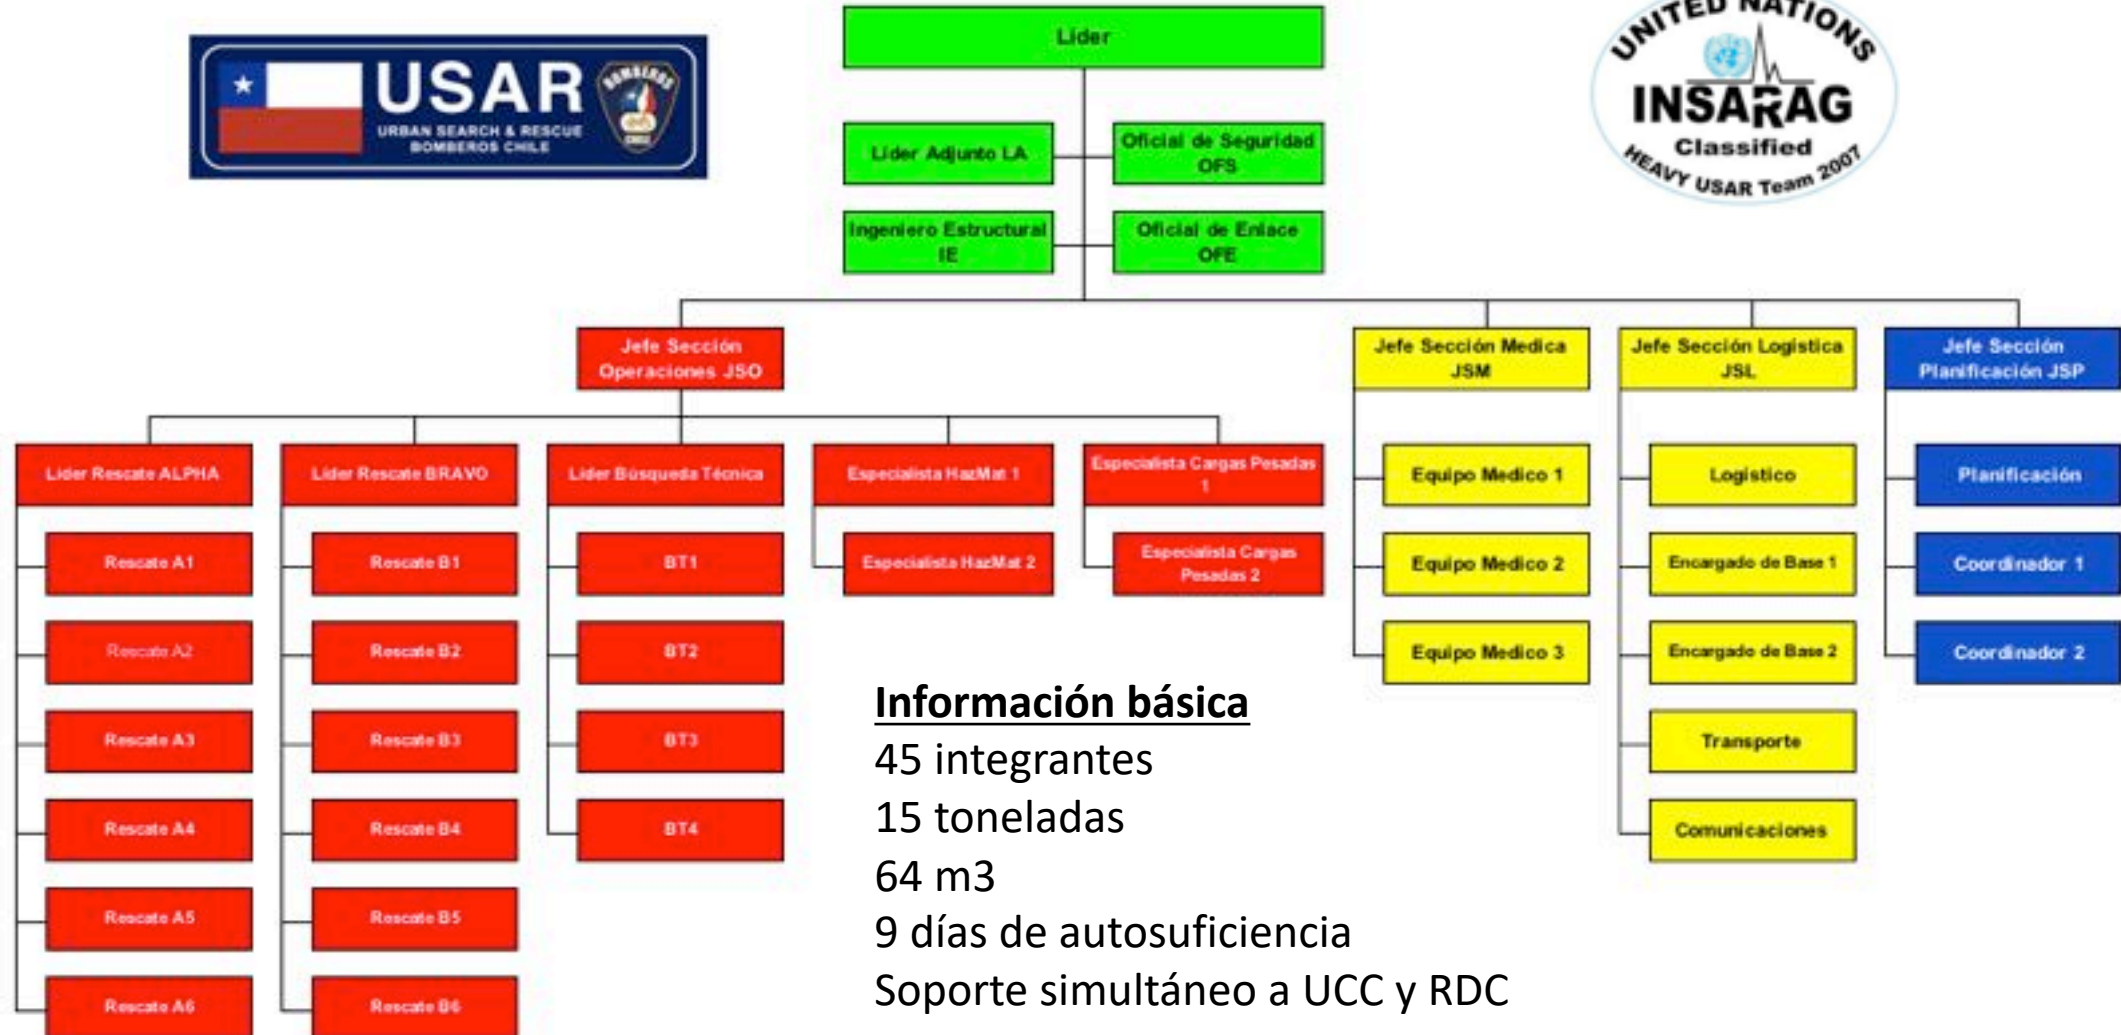 USAR
URBAN SEARCH & RESCUE
BOMBEROS CHILE
BOMBEROS
CHILE
Lider
UNITED NATIONS
INSARAG
Classified
HEAVY USAR Team 2007
Lider Adjunto LA
Oficial de Seguridad
OFS
Ingeniero Estructural
IE
Oficial de Enlace
OFE
Jefe Sección
Operaciones JSO
Jefe Sección Medica
JSM
Jefe Sección Logistica
JSL
Jefe Sección
Planificación JSP
Lider Rescate ALPHA
Lider Rescate BRAVO
Lider Búsqueda Técnica
Especialista HazMat 1
Especialista Cargas Pesadas
1
Equipo Medico 1
Logistico
Planificación
Rescate A1
Rescate B1
BT1
Especialista HazMat 2
Especialista Cargas
Pesadas 2
Equipo Medico 2
Encargado de Base 1
Coordinador 1
Rescate A2
Rescate B2
BT2
Equipo Medico 3
Encargado de Base 2
Coordinador 2
Rescate A3
Rescate B3
BT3
Transporte
Rescate A4
Rescate B4
BT4
Comunicaciones
Rescate A5
Rescate B5
Rescate A6
Rescate B6
Información básica
45 integrantes
15 toneladas
64 m3
9 días de autosuficiencia
Soporte simultáneo a UCC y RDC